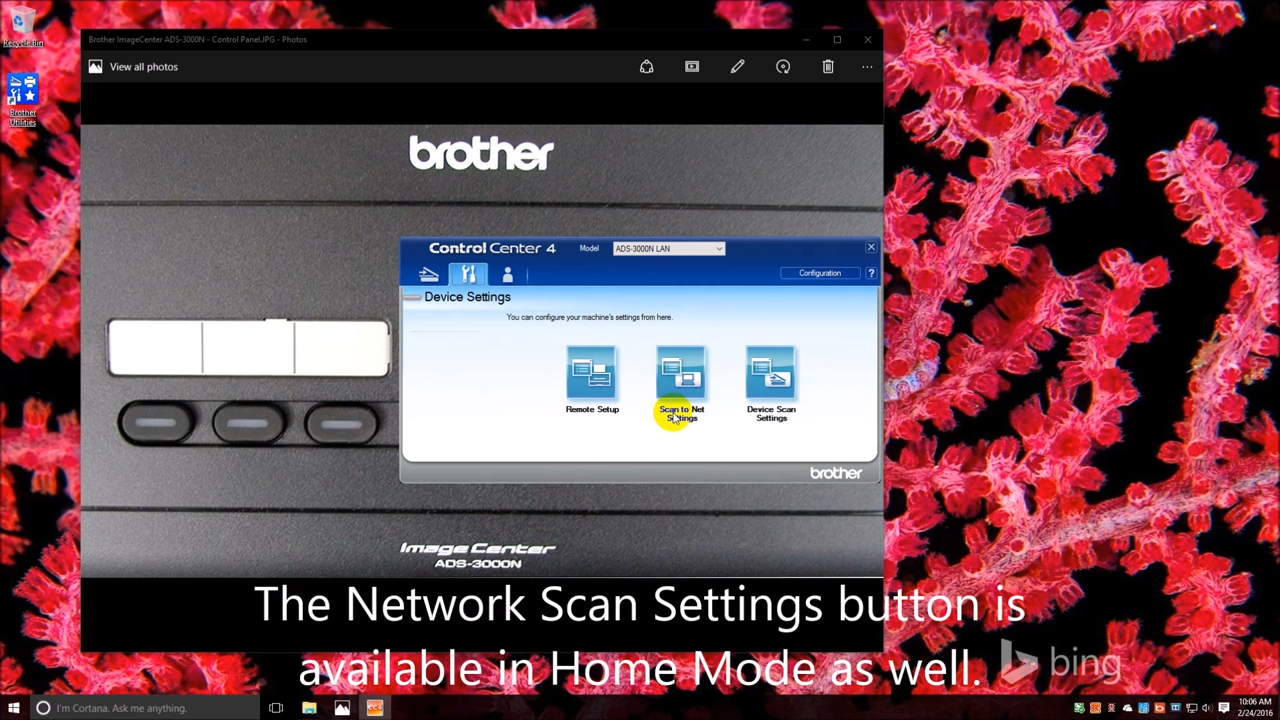 Recycle Bin
Brother
Utilities
Brother ImageCenter ADS-3000N - Control Panel.JPG - Photos
View all photos
brother
ControlCenter 4
Model
ADS-3000N LAN
Configuration
?
Device Settings
You can configure your machine's settings from here.
Remote Setup
Scan to Net
Settings
Device Scan
Settings
brother
ImageCenter
ADS-3000N
The Network Scan Settings button is
available in Home Mode as well.
bing
I'm Cortana. Ask me anything.
10:06 AM
2/24/2016